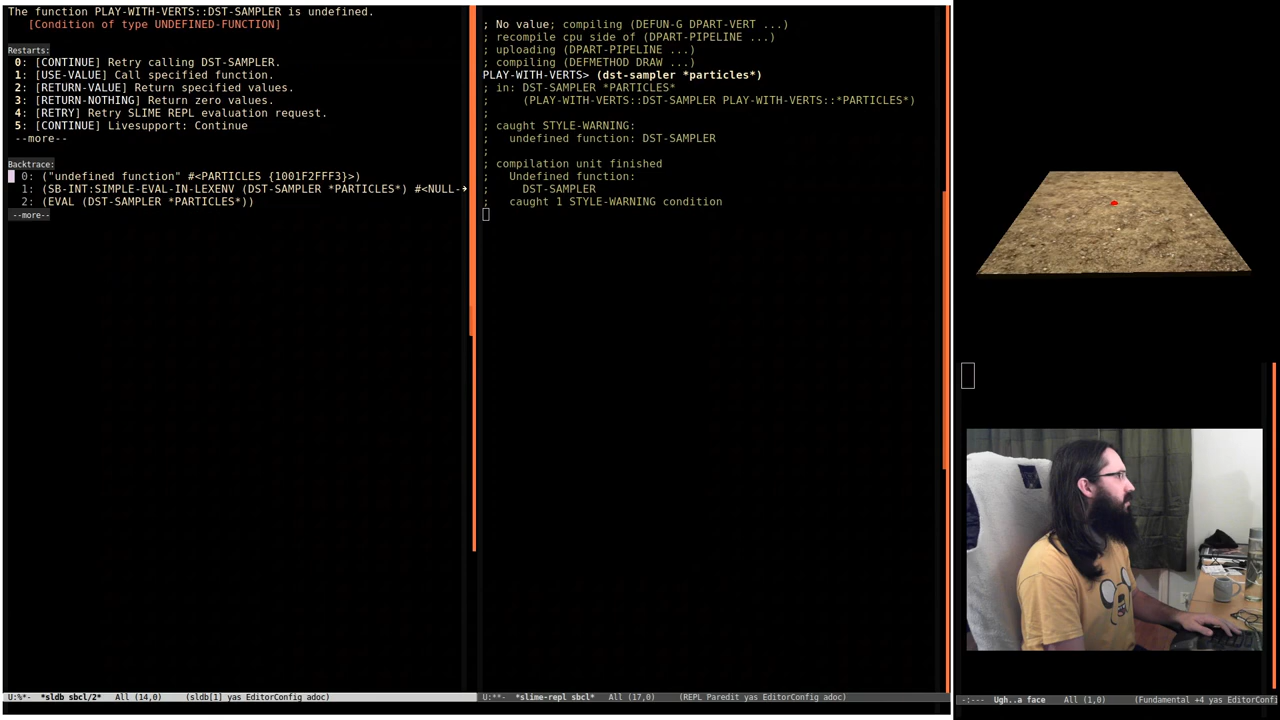 The function PLAY-WITH-VERTS::DST-SAMPLER is undefined.
[Condition of type UNDEFINED-FUNCTION]
Restarts:
0: [CONTINUE] Retry calling DST-SAMPLER.
1: [USE-VALUE] Call specified function.
2: [RETURN-VALUE] Return specified values.
3: [RETURN-NOTHING] Return zero values.
4: [RETRY] Retry SLIME REPL evaluation request.
5: [CONTINUE] Livesupport: Continue
--more--
Backtrace:
0: ("undefined function" #<PARTICLES {1001F2FFF3}>)
1: (SB-INT:SIMPLE-EVAL-IN-LEXENV (DST-SAMPLER *PARTICLES*) #<NULL-
2: (EVAL (DST-SAMPLER *PARTICLES*))
--more--
U:%*- *sldb sbcl/2* All (14,0) (sldb[1] yas EditorConfig adoc)
; No value; compiling (DEFUN-G DPART-VERT ...)
; recompile cpu side of (DPART-PIPELINE ...)
; uploading (DPART-PIPELINE ...)
; compiling (DEFMETHOD DRAW ...)
PLAY-WITH-VERTS> (dst-sampler *particles*)
; in: DST-SAMPLER *PARTICLES*
;     (PLAY-WITH-VERTS::DST-SAMPLER PLAY-WITH-VERTS::*PARTICLES*)
;
; caught STYLE-WARNING:
;   undefined function: DST-SAMPLER
;
; compilation unit finished
;   Undefined function:
;     DST-SAMPLER
;   caught 1 STYLE-WARNING condition
U:**- *slime-repl sbcl* All (17,0) (REPL Paredit yas EditorConfig adoc)
-:--- Ugh..a face All (1,0) (Fundamental +4 yas EditorConfi